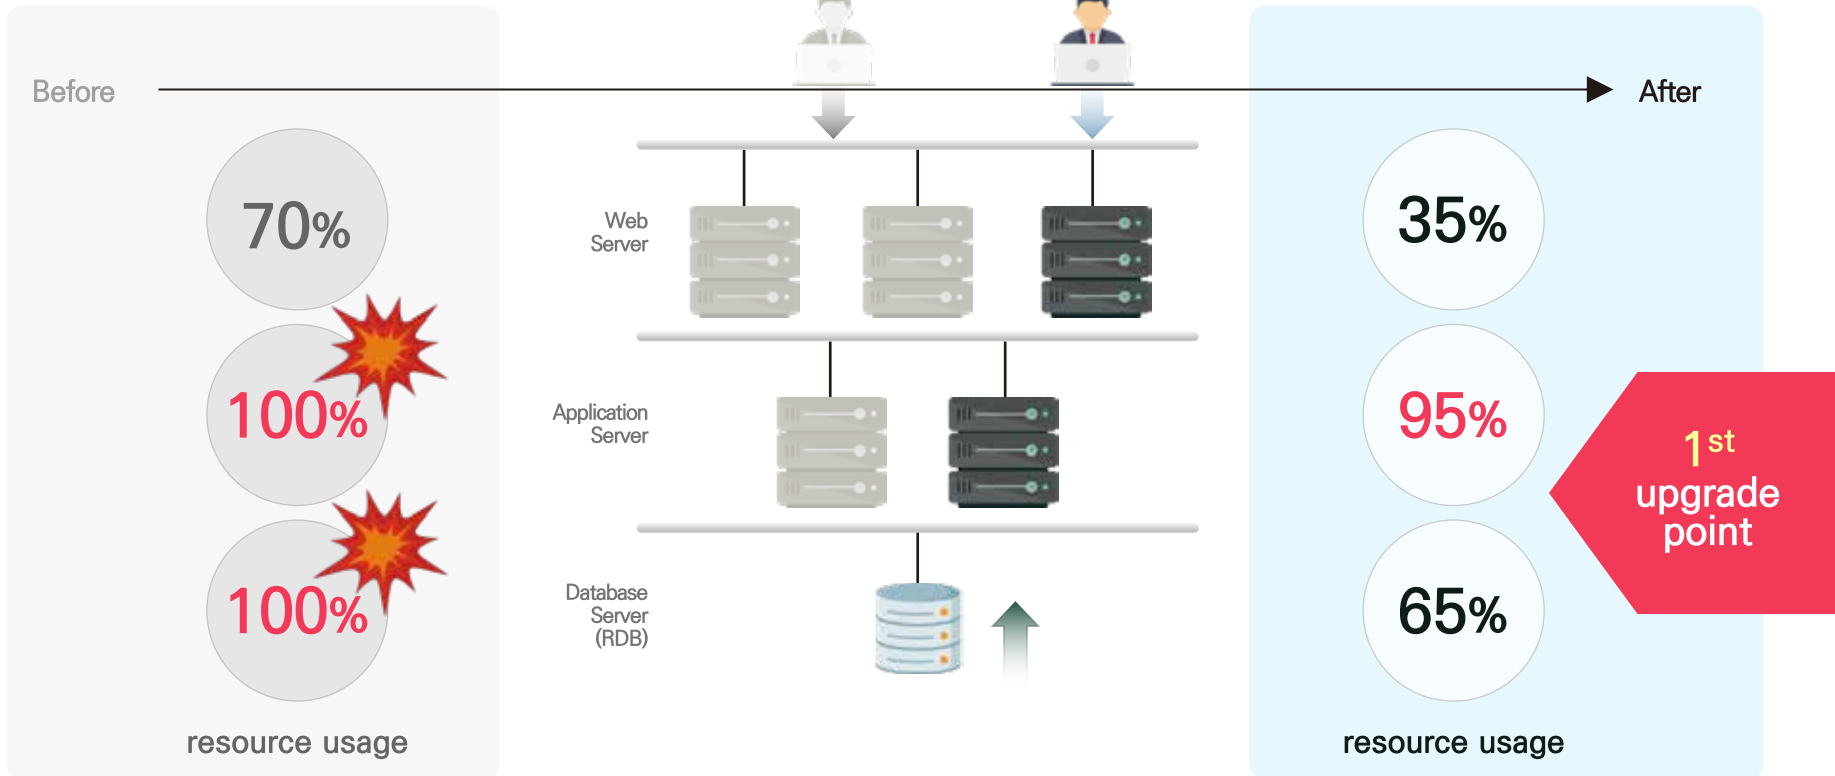 Before
After
70%
Web
Server
35%
100%
Application
Server
95%
1st
upgrade
point
100%
Database
Server
(RDB)
65%
resource usage
resource usage